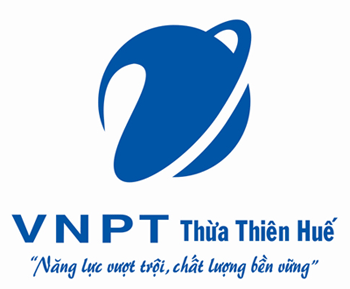 VNPT Thừa Thiên Huế
"Năng lực vượt trội, chất lượng bền vững"